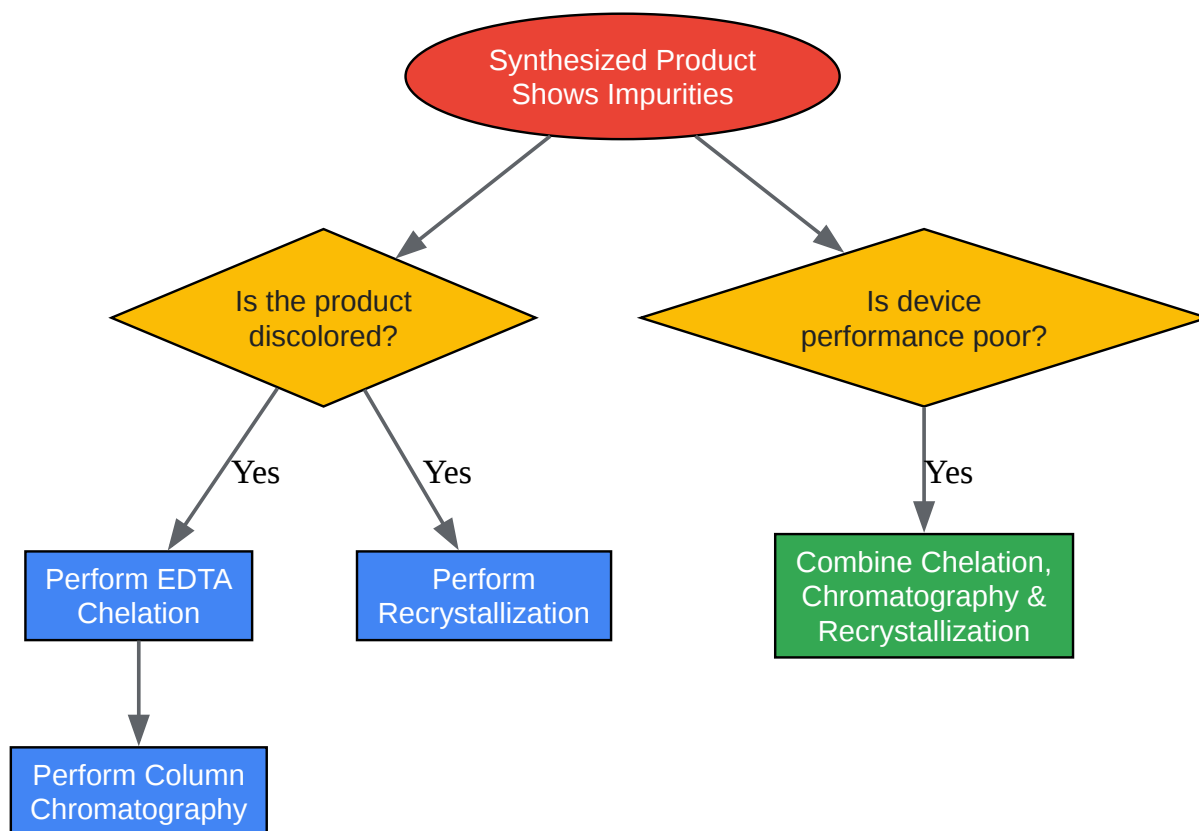 Synthesized Product
Shows Impurities
Is the product
discolored?
Is device
performance poor?
Yes
Yes
Yes
Perform EDTA
Chelation
Perform
Recrystallization
Combine Chelation,
Chromatography &
Recrystallization
Perform Column
Chromatography